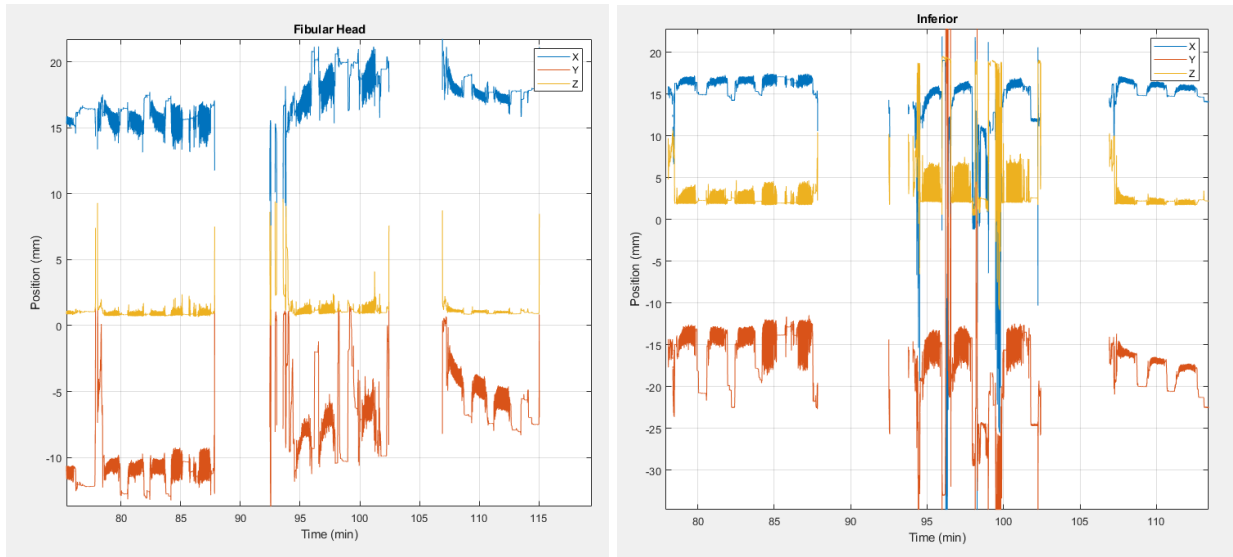 Fibular Head
X
Y
Z
20
15
10
5
0
-5
-10
Position (mm)
80 85 90 95 100 105 110 115
Time (min)
Inferior
X
Y
Z
20
15
10
5
0
-5
-10
-15
-20
-25
-30
Position (mm)
80 85 90 95 100 105 110
Time (min)